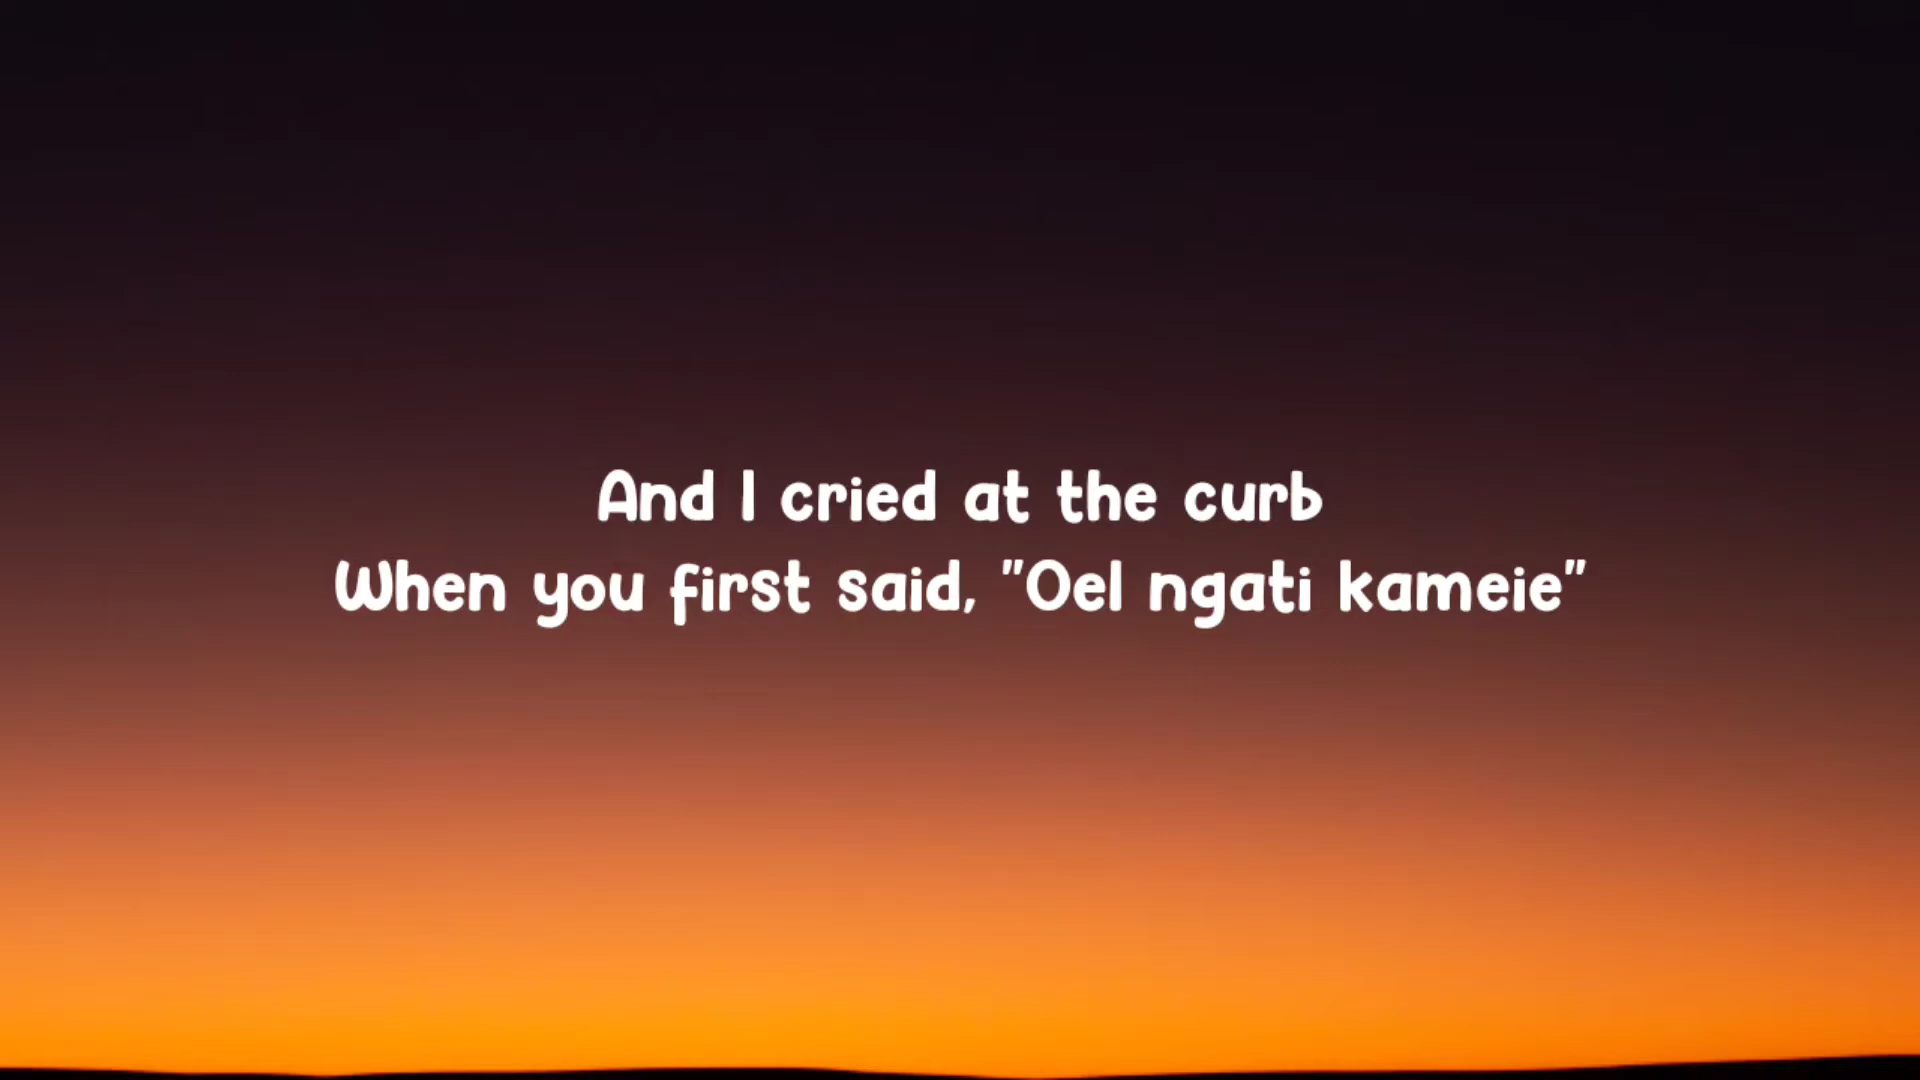 And I cried at the curb
When you first said, "Oel ngati kameie"